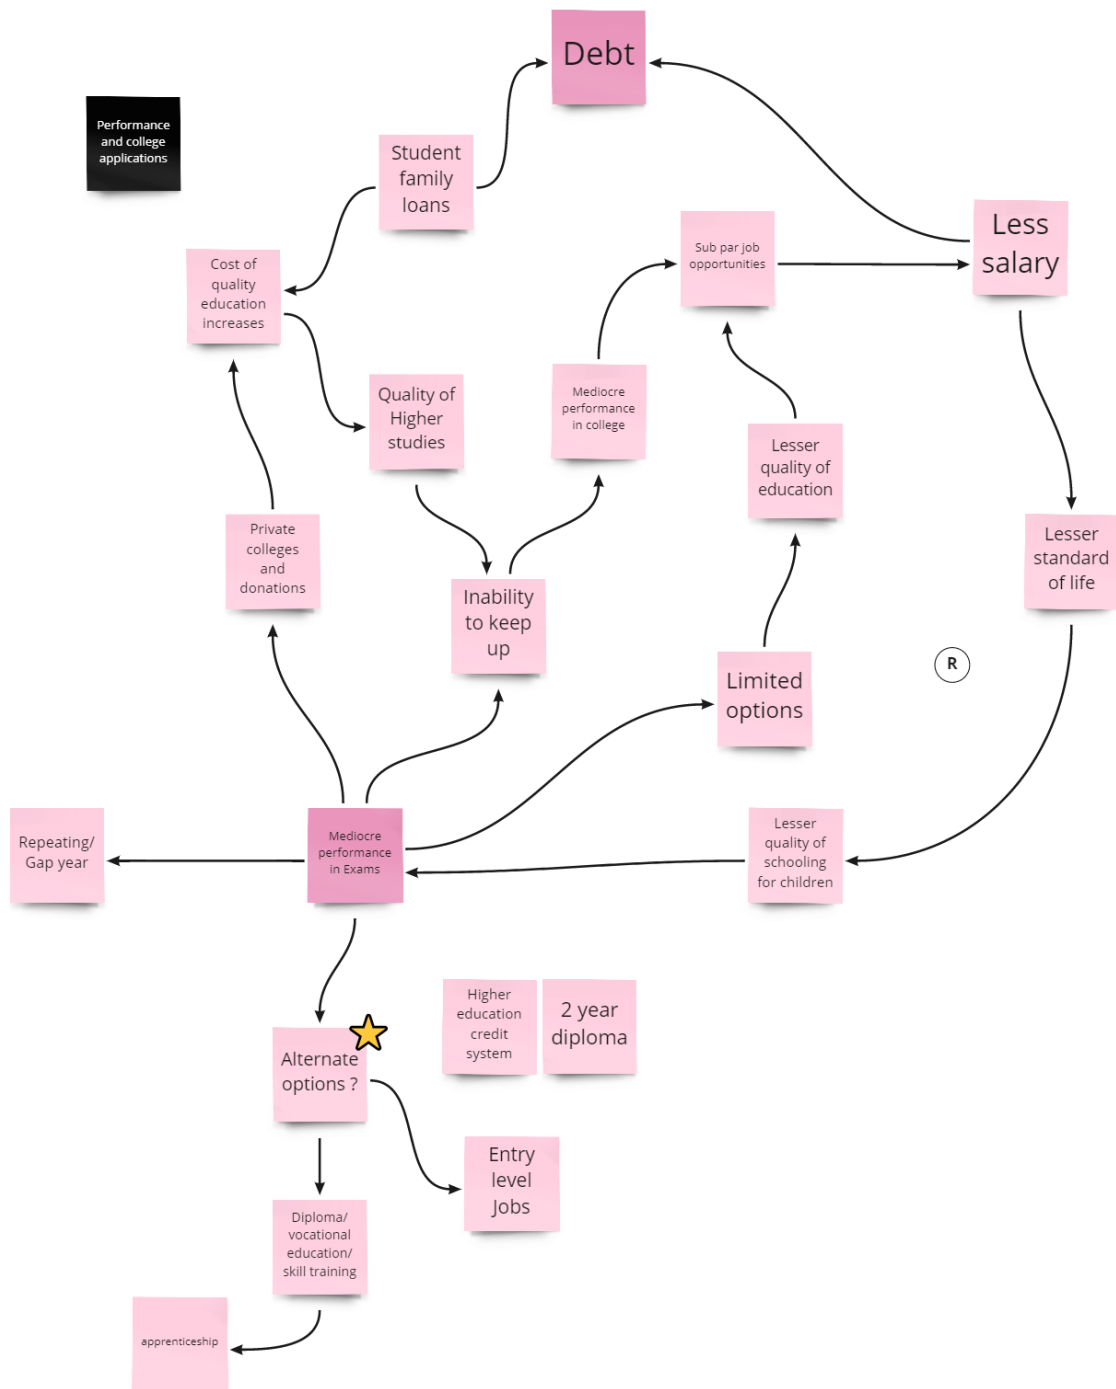 Debt
Performance
and college
applications
Student
family
loans
Less
salary
Sub par job
opportunities
Cost of
quality
education
increases
Quality of
Higher
studies
Mediocre
performance
in college
Lesser
quality of
education
Private
colleges
and
donations
Lesser
standard
of life
Inability
to keep
up
R
Limited
options
Repeating/
Gap year
Mediocre
performance
in Exams
Lesser
quality of
schooling
for children
Higher
education
credit
system
2 year
diploma
Alternate
options ?
Entry
level
Jobs
Diploma/
vocational
education/
skill training
apprenticeship